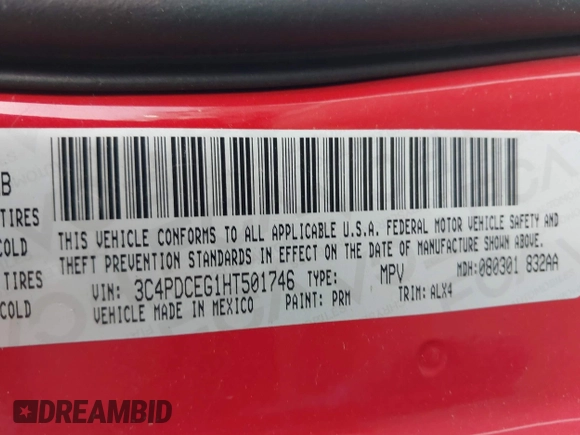 B
TIRES
COLD
TIRES
COLD
THIS VEHICLE CONFORMS TO ALL APPLICABLE U.S.A. FEDERAL MOTOR VEHICLE SAFETY AND
THEFT PREVENTION STANDARDS IN EFFECT ON THE DATE OF MANUFACTURE SHOWN ABOVE.
VIN: 3C4PDCEG1HT501746 TYPE: MPV MDH:080301 832AA
VEHICLE MADE IN MEXICO PAINT: PRM TRIM: ALX4
DREAMBID